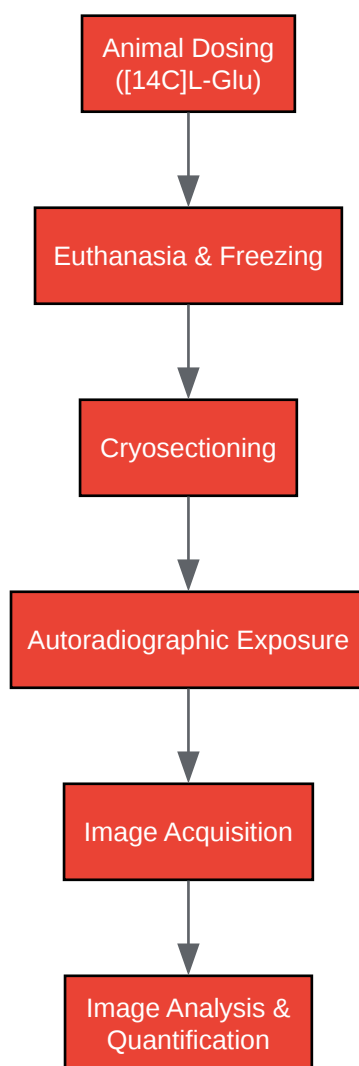 Animal Dosing
([14C]L-Glu)
Euthanasia & Freezing
Cryosectioning
Autoradiographic Exposure
Image Acquisition
Image Analysis &
Quantification